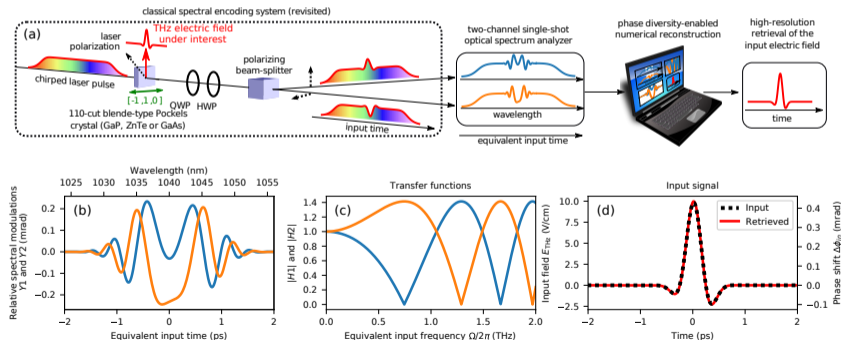 classical spectral encoding system (revisited)
(a)
laser
polarization
THz electric field
under interest
chirped laser pulse
[-1,1,0]
QWP
HWP
polarizing
beam-splitter
110-cut blende-type Pockels
crystal (GaP, ZnTe or GaAs)
input time
two-channel single-shot
optical spectrum analyzer
wavelength
equivalent input time
phase diversity-enabled
numerical reconstruction
high-resolution
retrieval of the
input electric field
time
Wavelength (nm)
1025 1030 1035 1040 1045 1050 1055
(b)
Relative spectral modulations
Y1 and Y2 (mrad)
0.2
0.1
0.0
−0.1
−0.2
−2 −1 0 1 2
Equivalent input time (ps)
Transfer functions
(c)
|H1| and |H2|
1.4
1.2
1.0
0.8
0.6
0.4
0.2
0.0
0.0 0.5 1.0 1.5 2.0
Equivalent input frequency Ω/2π (THz)
Input signal
(d)
Input
Retrieved
Input field ETHz (V/cm)
10.0
7.5
5.0
2.5
0.0
−2.5
−2 −1 0 1 2
Time (ps)
0.4
0.3
0.2
0.1
0.0
−0.1